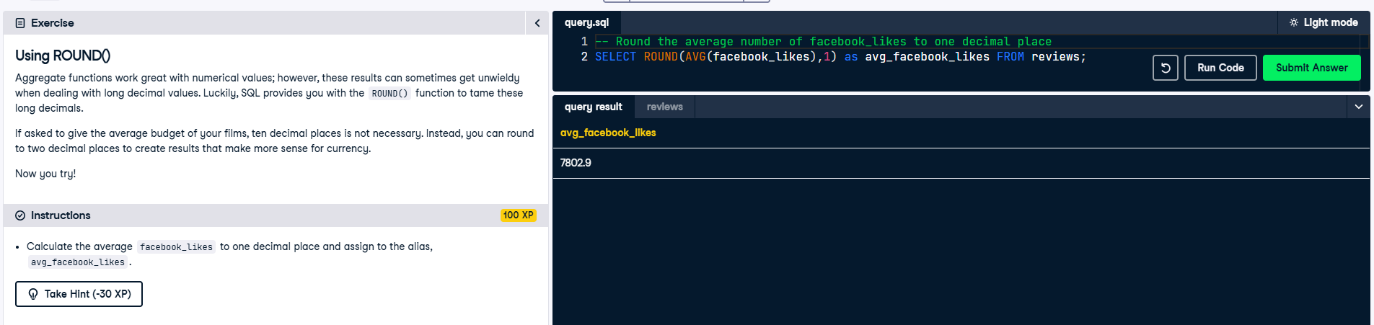 Exercise
Using ROUND()
Aggregate functions work great with numerical values; however, these results can sometimes get unwieldy
when dealing with long decimal values. Luckily, SQL provides you with the ROUND() function to tame these
long decimals.
If asked to give the average budget of your films, ten decimal places is not necessary. Instead, you can round
to two decimal places to create results that make more sense for currency.
Now you try!
Instructions
100 XP
• Calculate the average facebook_likes to one decimal place and assign to the alias,
avg_facebook_likes.
Take Hint (-30 XP)
query.sql
Light mode
1 -- Round the average number of facebook_likes to one decimal place
2 SELECT ROUND(AVG(facebook_likes),1) as avg_facebook_likes FROM reviews;
Run Code
Submit Answer
query result
reviews
avg_facebook_likes
7802.9